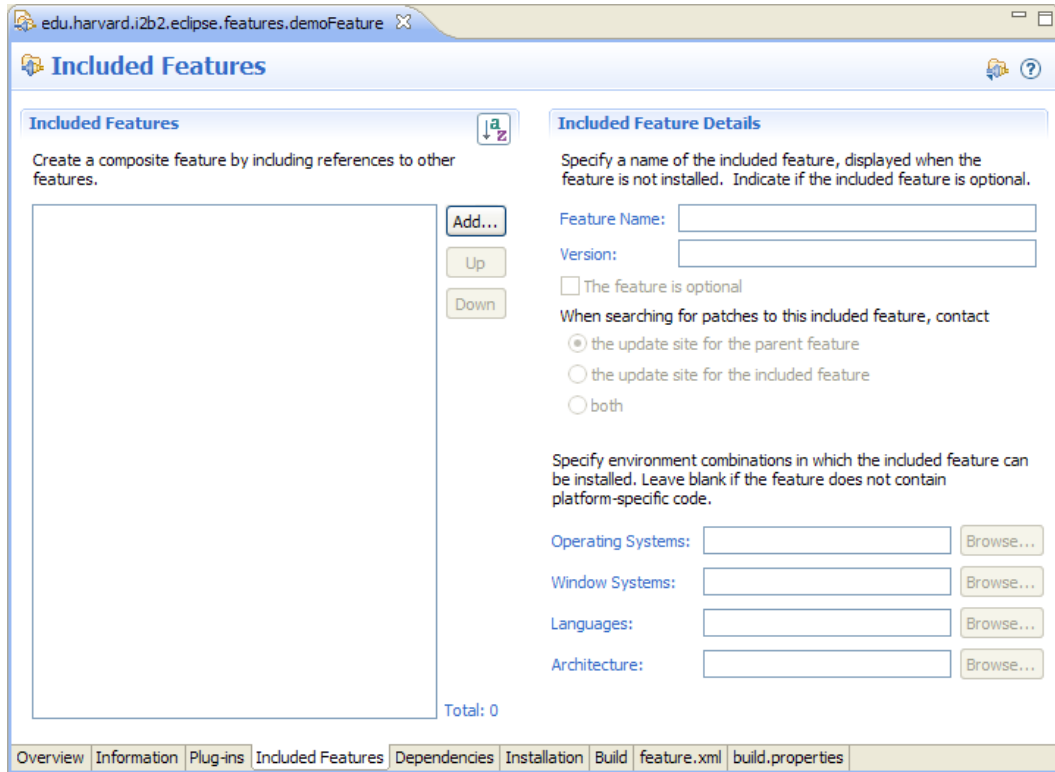 edu.harvard.i2b2.eclipse.features.demoFeature
Included Features
Included Features
a
z
Create a composite feature by including references to other
features.
Add...
Up
Down
Total: 0
Included Feature Details
Specify a name of the included feature, displayed when the
feature is not installed. Indicate if the included feature is optional.
Feature Name:
Version:
The feature is optional
When searching for patches to this included feature, contact
the update site for the parent feature
the update site for the included feature
both
Specify environment combinations in which the included feature can
be installed. Leave blank if the feature does not contain
platform-specific code.
Operating Systems: Browse...
Window Systems: Browse...
Languages: Browse...
Architecture: Browse...
Overview Information Plug-ins Included Features Dependencies Installation Build feature.xml build.properties